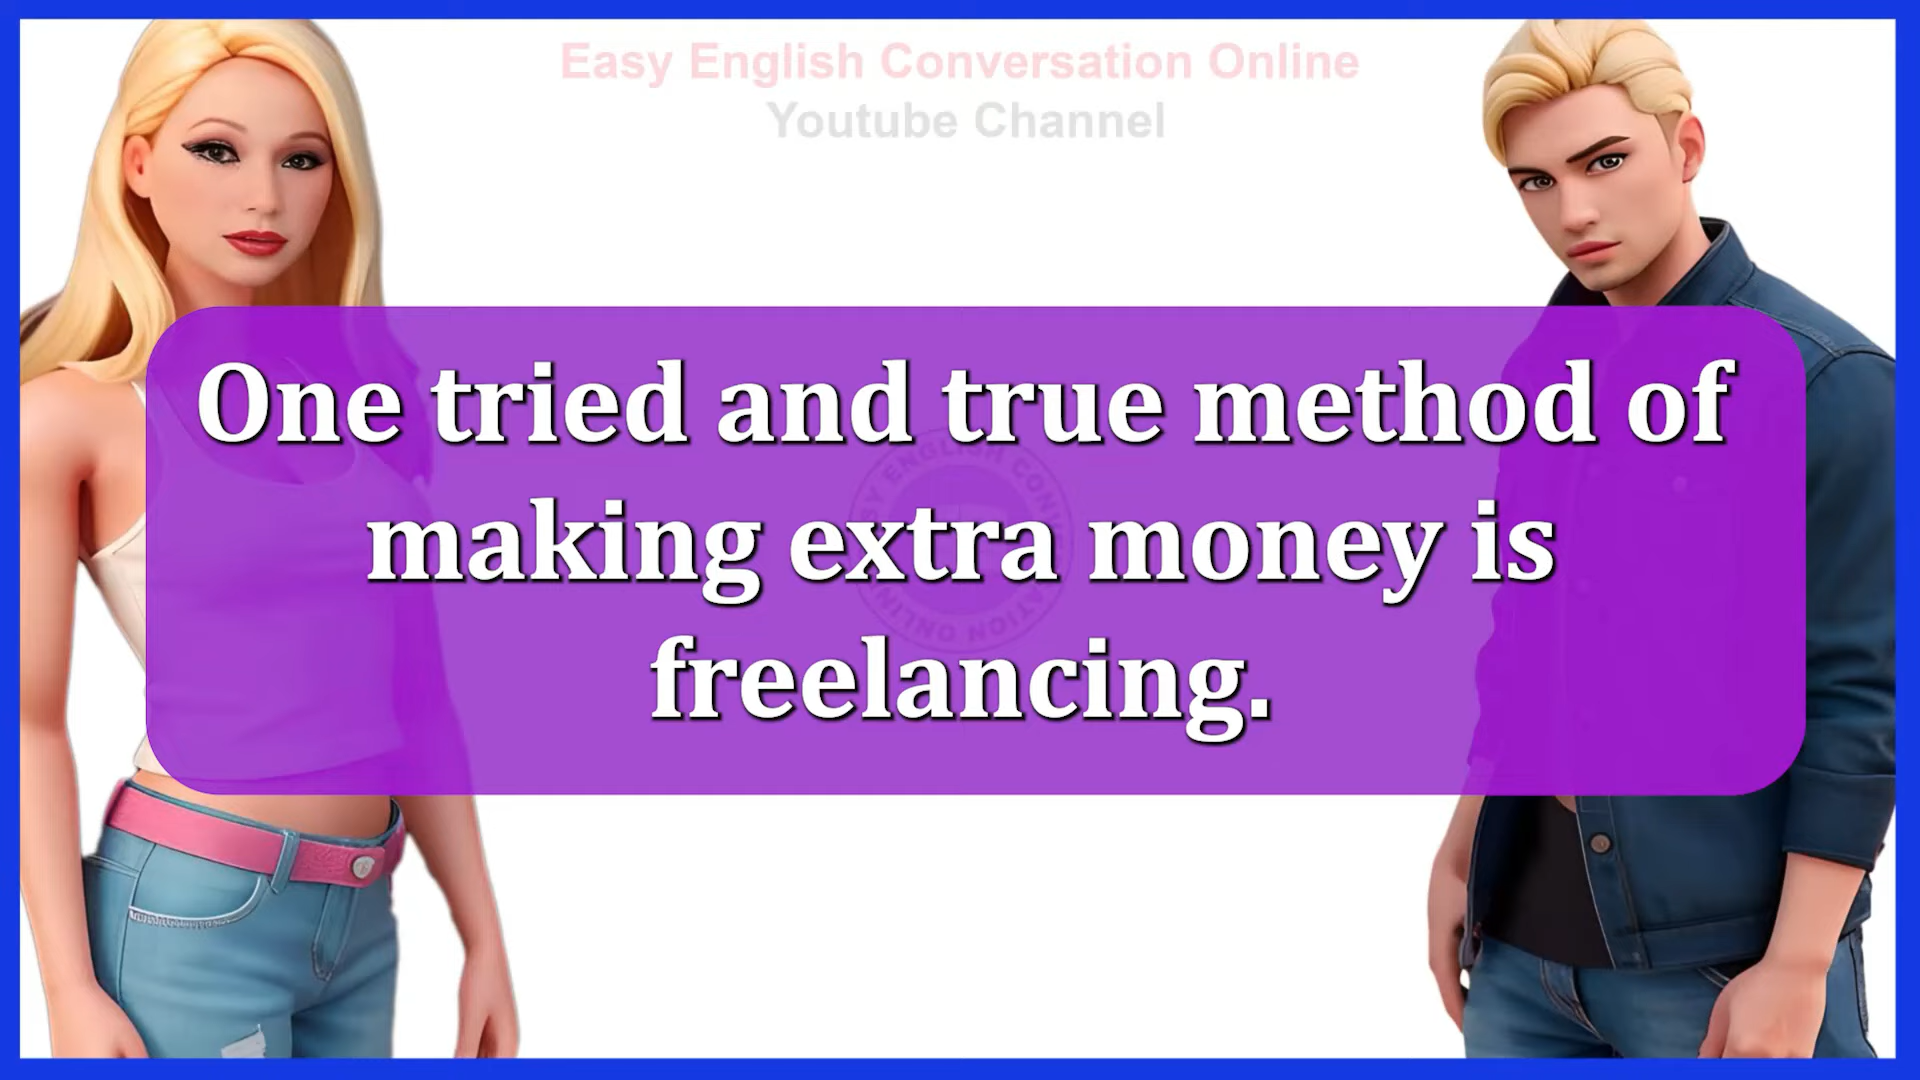 Easy English Conversation Online
Youtube Channel
One tried and true method of
making extra money is
freelancing.